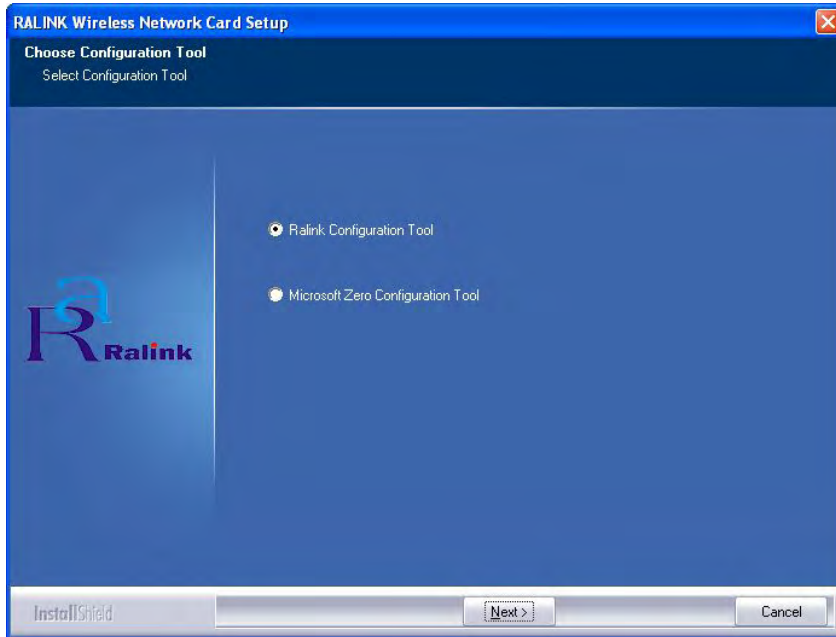 RALINK Wireless Network Card Setup
Choose Configuration Tool
Select Configuration Tool
Ralink Configuration Tool
Microsoft Zero Configuration Tool
Ra
Ralink
InstallShield
Next >
Cancel